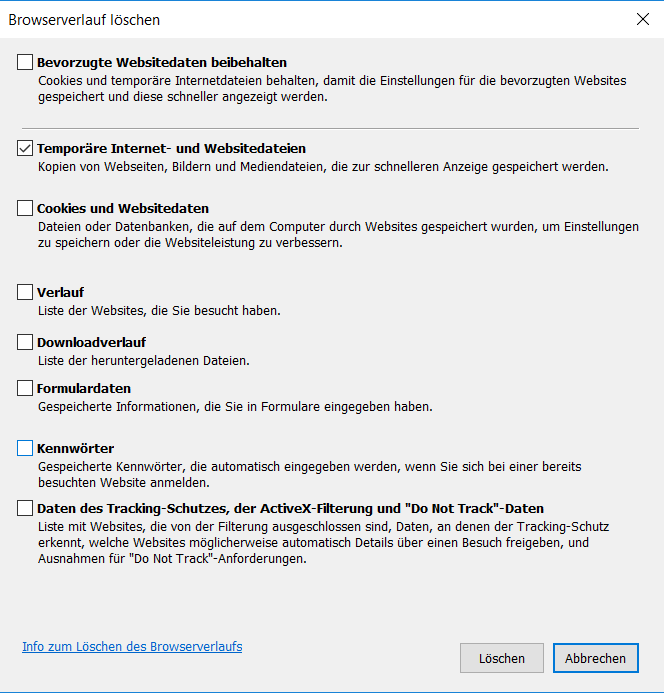 Browserverlauf löschen
Bevorzugte Websitedaten beibehalten
Cookies und temporäre Internetdateien behalten, damit die Einstellungen für die bevorzugten Websites
gespeichert und diese schneller angezeigt werden.
Temporäre Internet- und Websitedateien
Kopien von Webseiten, Bildern und Mediendateien, die zur schnelleren Anzeige gespeichert werden.
Cookies und Websitedaten
Dateien oder Datenbanken, die auf dem Computer durch Websites gespeichert wurden, um Einstellungen
zu speichern oder die Websiteleistung zu verbessern.
Verlauf
Liste der Websites, die Sie besucht haben.
Downloadverlauf
Liste der heruntergeladenen Dateien.
Formulardaten
Gespeicherte Informationen, die Sie in Formulare eingegeben haben.
Kennwörter
Gespeicherte Kennwörter, die automatisch eingegeben werden, wenn Sie sich bei einer bereits
besuchten Website anmelden.
Daten des Tracking-Schutzes, der ActiveX-Filterung und "Do Not Track"-Daten
Liste mit Websites, die von der Filterung ausgeschlossen sind, Daten, an denen der Tracking-Schutz
erkennt, welche Websites möglicherweise automatisch Details über einen Besuch freigeben, und
Ausnahmen für "Do Not Track"-Anforderungen.
Info zum Löschen des Browserverlaufs
Löschen
Abbrechen